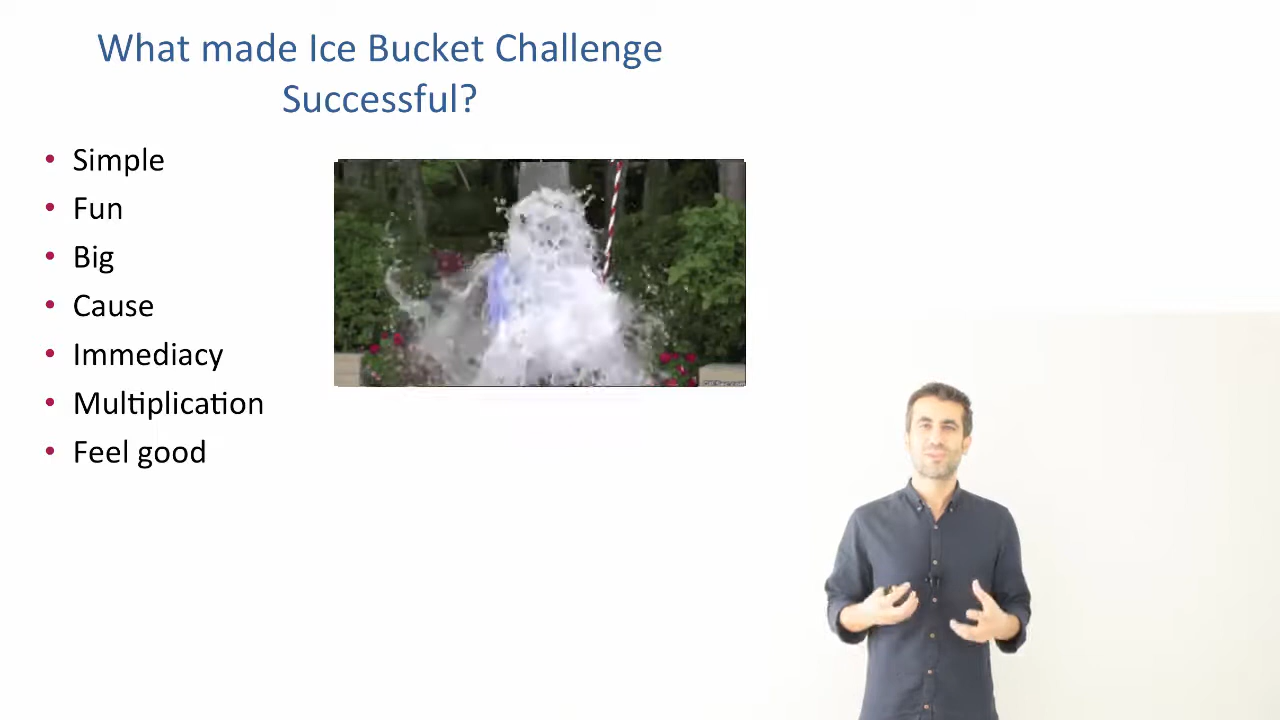 What made Ice Bucket Challenge
Successful?
• Simple
• Fun
• Big
• Cause
• Immediacy
• Multiplication
• Feel good